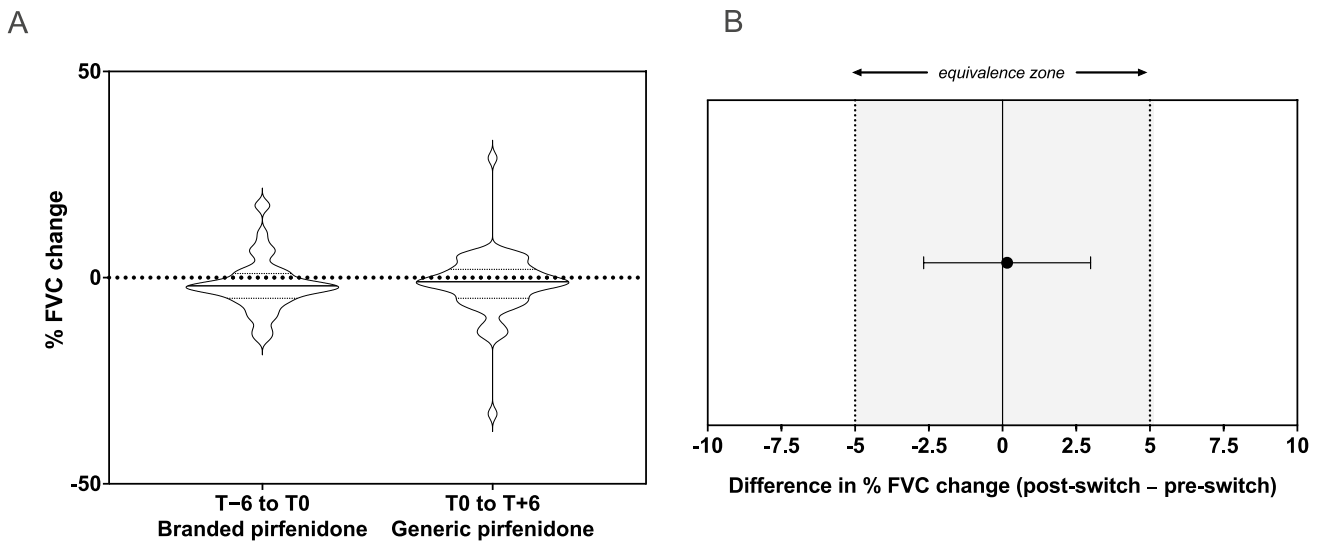 A
50
0
-50
% FVC change
T−6 to T0
Branded pirfenidone
T0 to T+6
Generic pirfenidone
B
equivalence zone
-10 -7.5 -5 -2.5 0 2.5 5 7.5 10
Difference in % FVC change (post-switch – pre-switch)